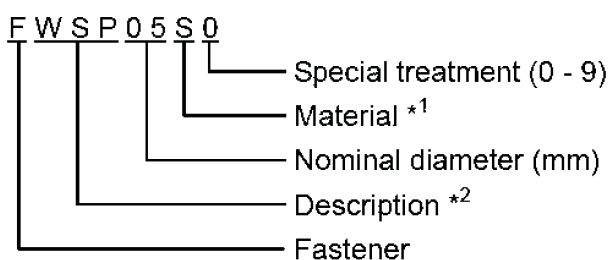 FWSP05S0
Special treatment (0 - 9)
Material *1
Nominal diameter (mm)
Description *2
Fastener